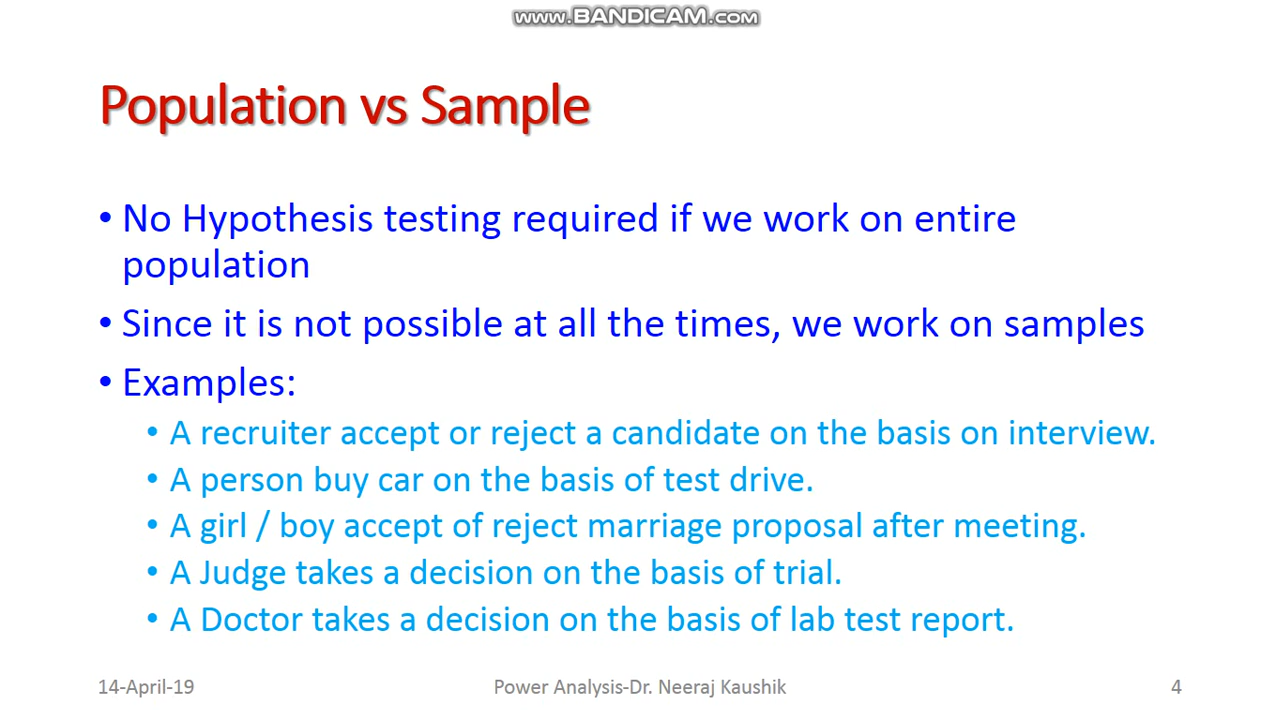 www.BANDICAM.com
Population vs Sample
• No Hypothesis testing required if we work on entire
population
• Since it is not possible at all the times, we work on samples
• Examples:
• A recruiter accept or reject a candidate on the basis on interview.
• A person buy car on the basis of test drive.
• A girl / boy accept of reject marriage proposal after meeting.
• A Judge takes a decision on the basis of trial.
• A Doctor takes a decision on the basis of lab test report.
14-April-19 Power Analysis-Dr. Neeraj Kaushik 4